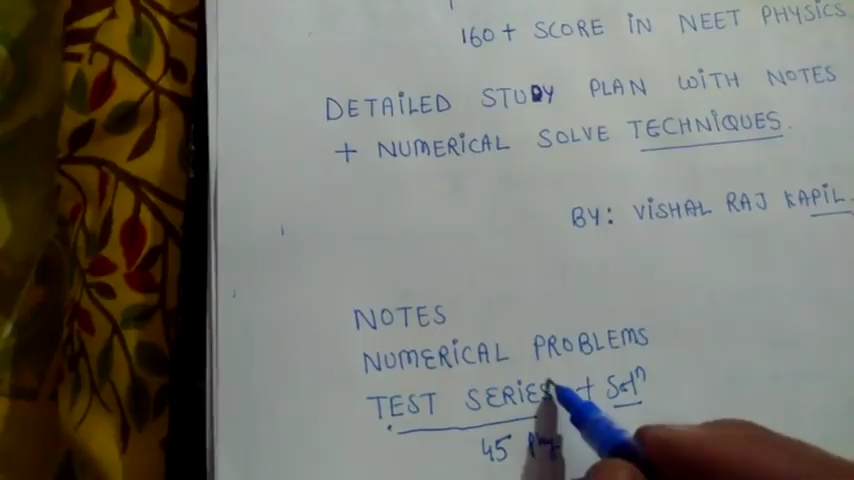 160+ SCORE IN NEET PHYSICS
DETAILED STUDY PLAN WITH NOTES
+ NUMERICAL SOLVE TECHNIQUES.
BY: VISHAL RAJ KAPIL.
NOTES
NUMERICAL PROBLEMS
TEST SERIES + Solⁿ
45